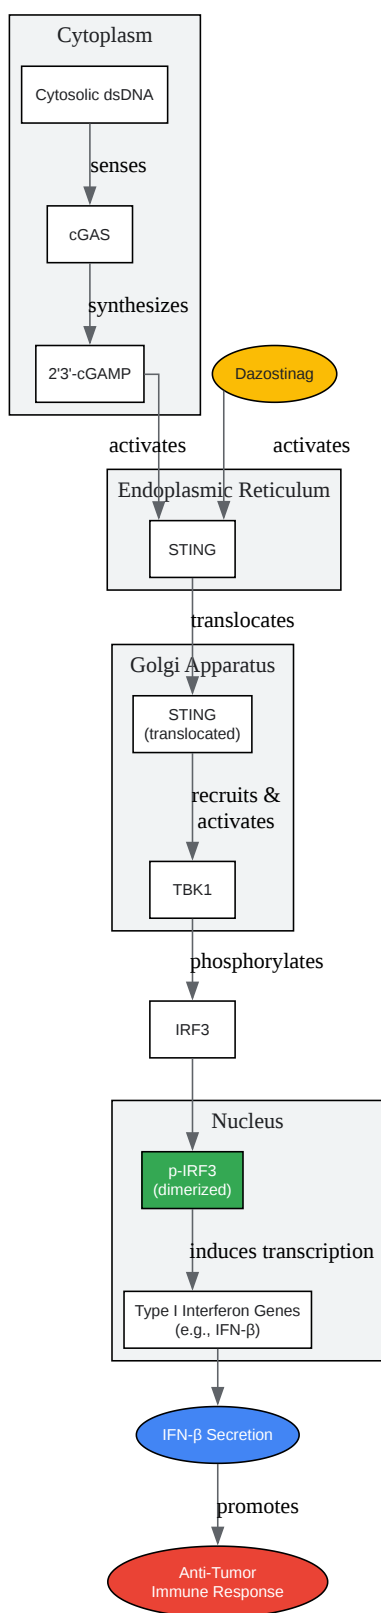 Cytoplasm
Cytosolic dsDNA
senses
cGAS
synthesizes
2'3'-cGAMP
Dazostinag
activates
activates
Endoplasmic Reticulum
STING
translocates
Golgi Apparatus
STING
(translocated)
recruits &
activates
TBK1
phosphorylates
IRF3
Nucleus
p-IRF3
(dimerized)
induces transcription
Type I Interferon Genes
(e.g., IFN-β)
IFN-β Secretion
promotes
Anti-Tumor
Immune Response